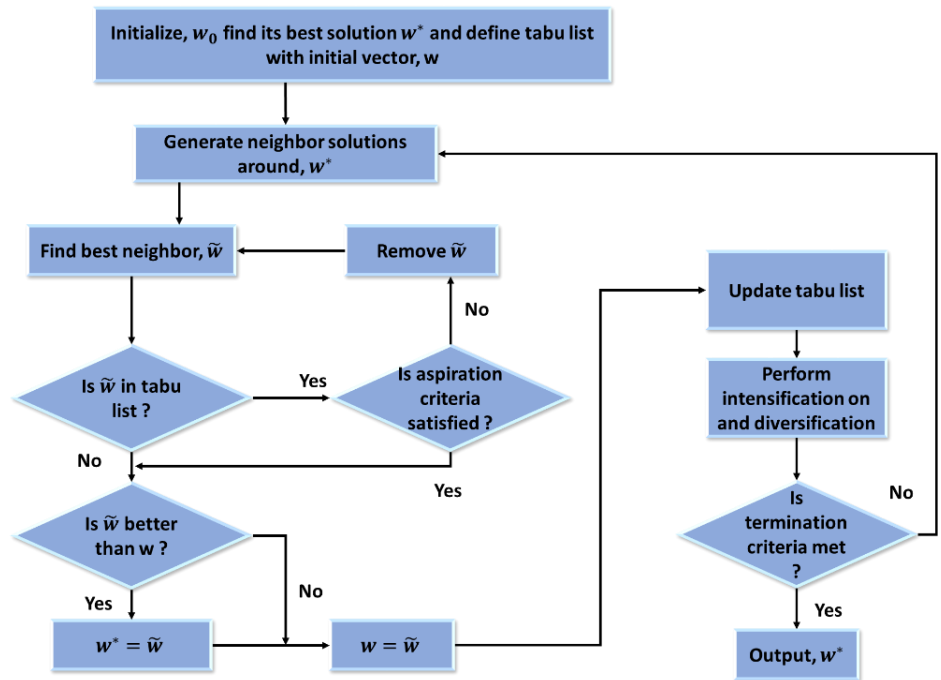 Initialize, w₀ find its best solution w* and define tabu list
with initial vector, w
Generate neighbor solutions
around, w*
Find best neighbor, w̃
Remove w̃
No
Is w̃ in tabu
list ?
Yes
Is aspiration
criteria
satisfied ?
No
Yes
Is w̃ better
than w ?
No
Yes
w* = w̃
w = w̃
Update tabu list
Perform
intensification on
and diversification
Is
termination
criteria met
?
No
Yes
Output, w*